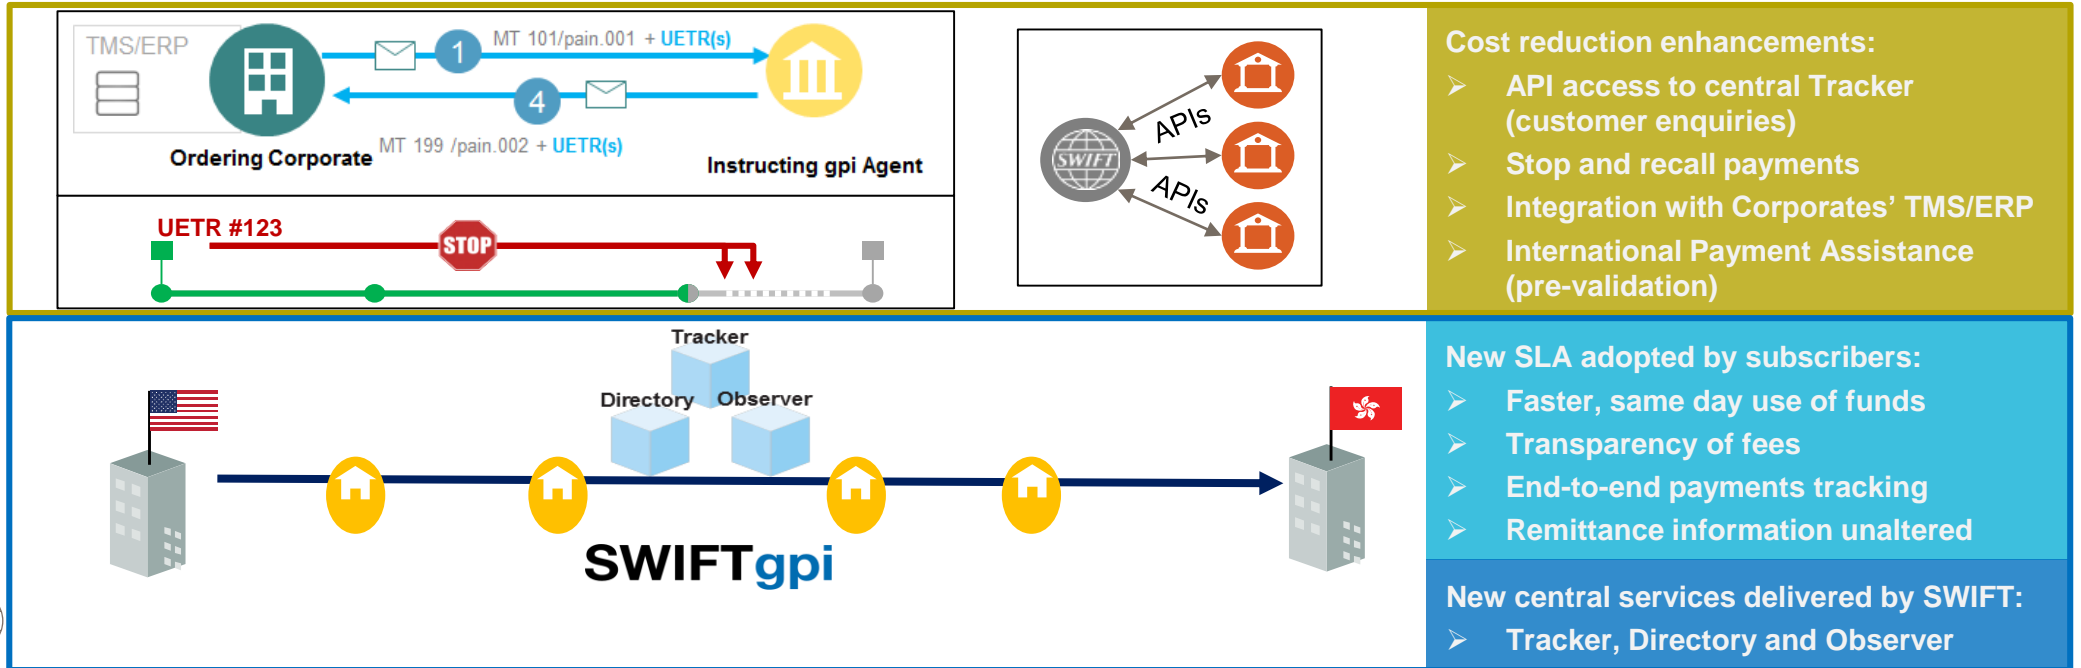 TMS/ERP
1
MT 101/pain.001 + UETR(s)
4
MT 199 /pain.002 + UETR(s)
Ordering Corporate
Instructing gpi Agent
UETR #123
STOP
SWIFT
APIs
APIs
Cost reduction enhancements:
➢ API access to central Tracker
(customer enquiries)
➢ Stop and recall payments
➢ Integration with Corporates’ TMS/ERP
➢ International Payment Assistance
(pre-validation)
Tracker
Directory
Observer
SWIFTgpi
New SLA adopted by subscribers:
➢ Faster, same day use of funds
➢ Transparency of fees
➢ End-to-end payments tracking
➢ Remittance information unaltered
New central services delivered by SWIFT:
➢ Tracker, Directory and Observer